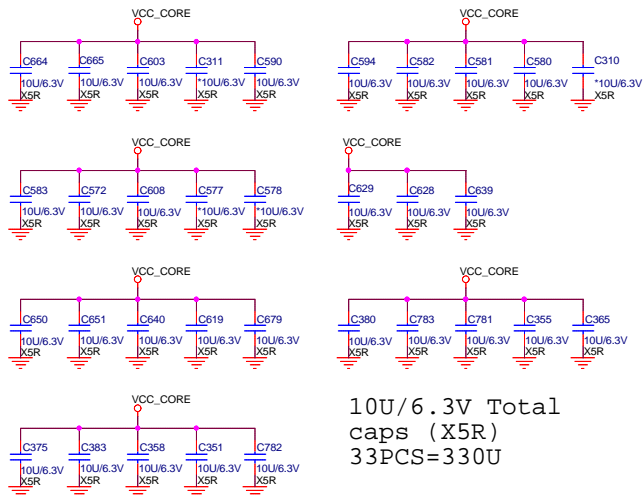 VCC_CORE
C664 C665 C603 C311 C590
10U/6.3V 10U/6.3V 10U/6.3V *10U/6.3V 10U/6.3V
X5R X5R X5R X5R X5R
VCC_CORE
C594 C582 C581 C580 C310
10U/6.3V 10U/6.3V 10U/6.3V 10U/6.3V *10U/6.3V
X5R X5R X5R X5R X5R
VCC_CORE
C583 C572 C608 C577 C578
10U/6.3V 10U/6.3V 10U/6.3V *10U/6.3V *10U/6.3V
X5R X5R X5R X5R X5R
VCC_CORE
C629 C628 C639
10U/6.3V 10U/6.3V 10U/6.3V
X5R X5R X5R
VCC_CORE
C650 C651 C640 C619 C679
10U/6.3V 10U/6.3V 10U/6.3V 10U/6.3V 10U/6.3V
X5R X5R X5R X5R X5R
VCC_CORE
C380 C783 C781 C355 C365
10U/6.3V 10U/6.3V 10U/6.3V 10U/6.3V 10U/6.3V
X5R X5R X5R X5R X5R
VCC_CORE
C375 C383 C358 C351 C782
10U/6.3V 10U/6.3V 10U/6.3V 10U/6.3V 10U/6.3V
X5R X5R X5R X5R X5R
10U/6.3V Total
caps (X5R)
33PCS=330U